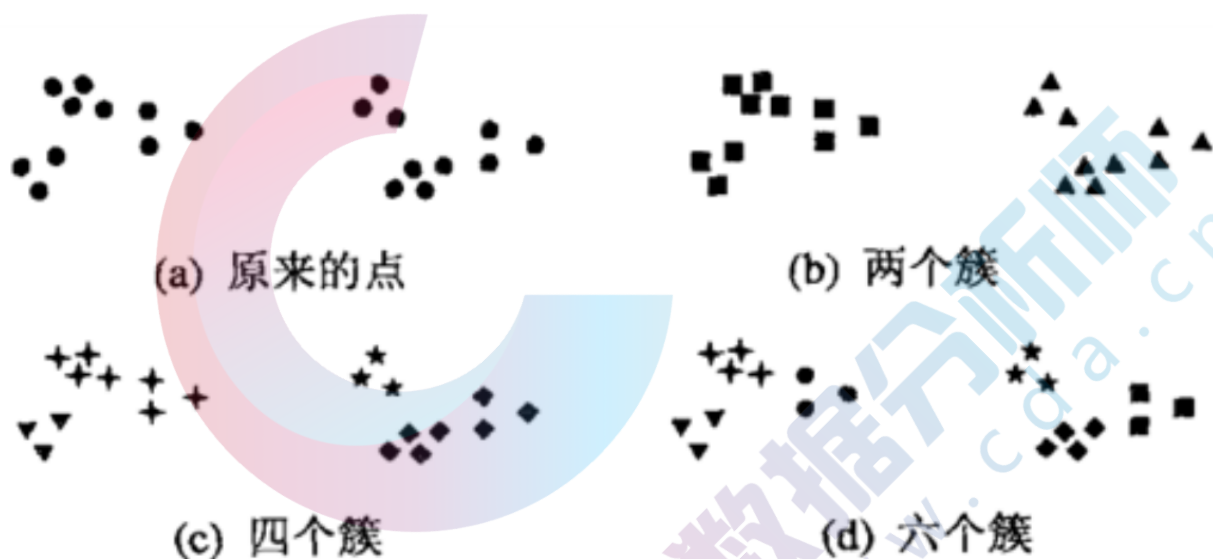 (a) 原来的点
(b) 两个簇
(c) 四个簇
(d) 六个簇
数据分析师
w.cda.cn